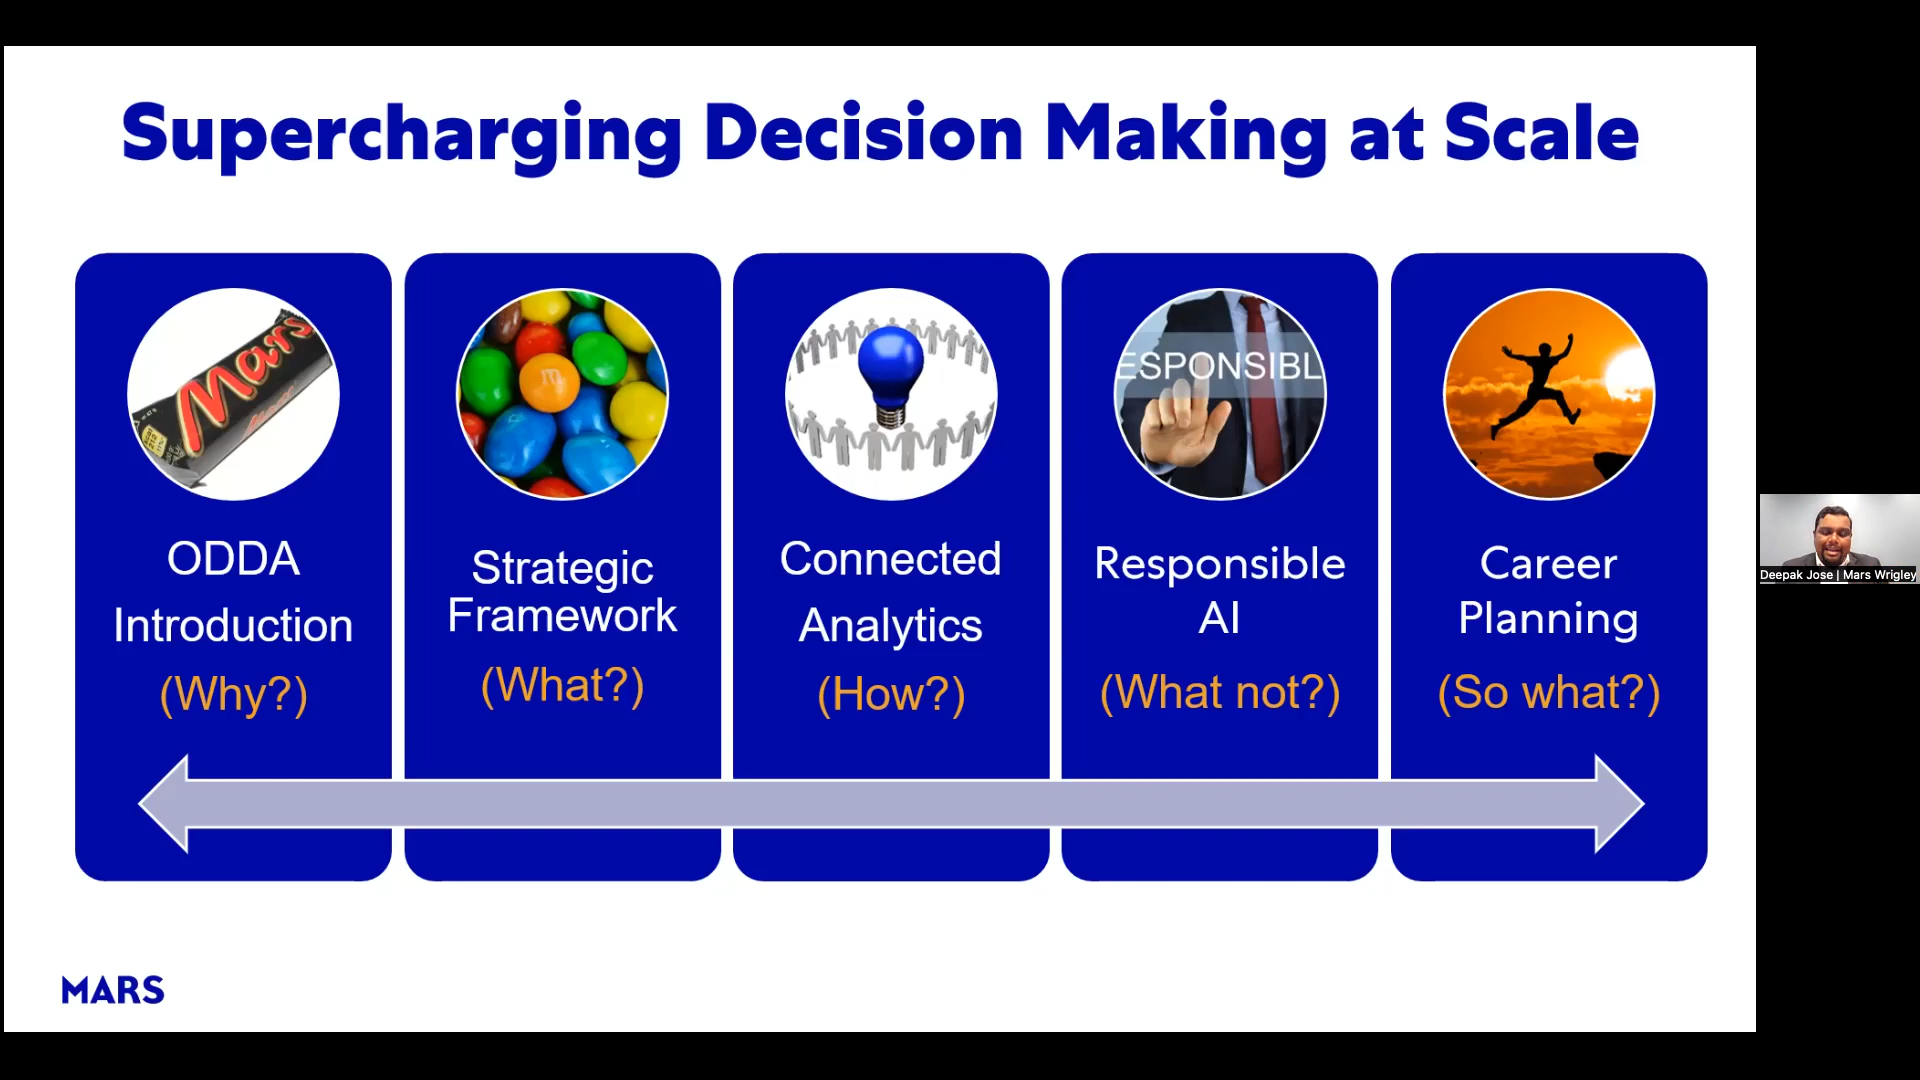 Supercharging Decision Making at Scale
Mars
ESPONSIBL
m
ODDA
Introduction
(Why?)
Strategic
Framework
(What?)
Connected
Analytics
(How?)
Responsible
AI
(What not?)
Career
Planning
(So what?)
MARS
Deepak Jose | Mars Wrigley